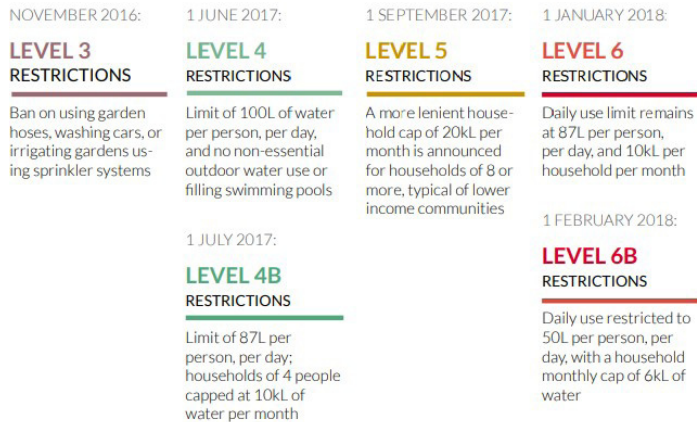 NOVEMBER 2016:
LEVEL 3
RESTRICTIONS
Ban on using garden
hoses, washing cars, or
irrigating gardens us-
ing sprinkler systems
1 JUNE 2017:
LEVEL 4
RESTRICTIONS
Limit of 100L of water
per person, per day,
and no non-essential
outdoor water use or
filling swimming pools
1 JULY 2017:
LEVEL 4B
RESTRICTIONS
Limit of 87L per
person, per day;
households of 4 people
capped at 10kL of
water per month
1 SEPTEMBER 2017:
LEVEL 5
RESTRICTIONS
A more lenient house-
hold cap of 20kL per
month is announced
for households of 8 or
more, typical of lower
income communities
1 JANUARY 2018:
LEVEL 6
RESTRICTIONS
Daily use limit remains
at 87L per person,
per day, and 10kL per
household per month
1 FEBRUARY 2018:
LEVEL 6B
RESTRICTIONS
Daily use restricted to
50L per person, per
day, with a household
monthly cap of 6kL of
water